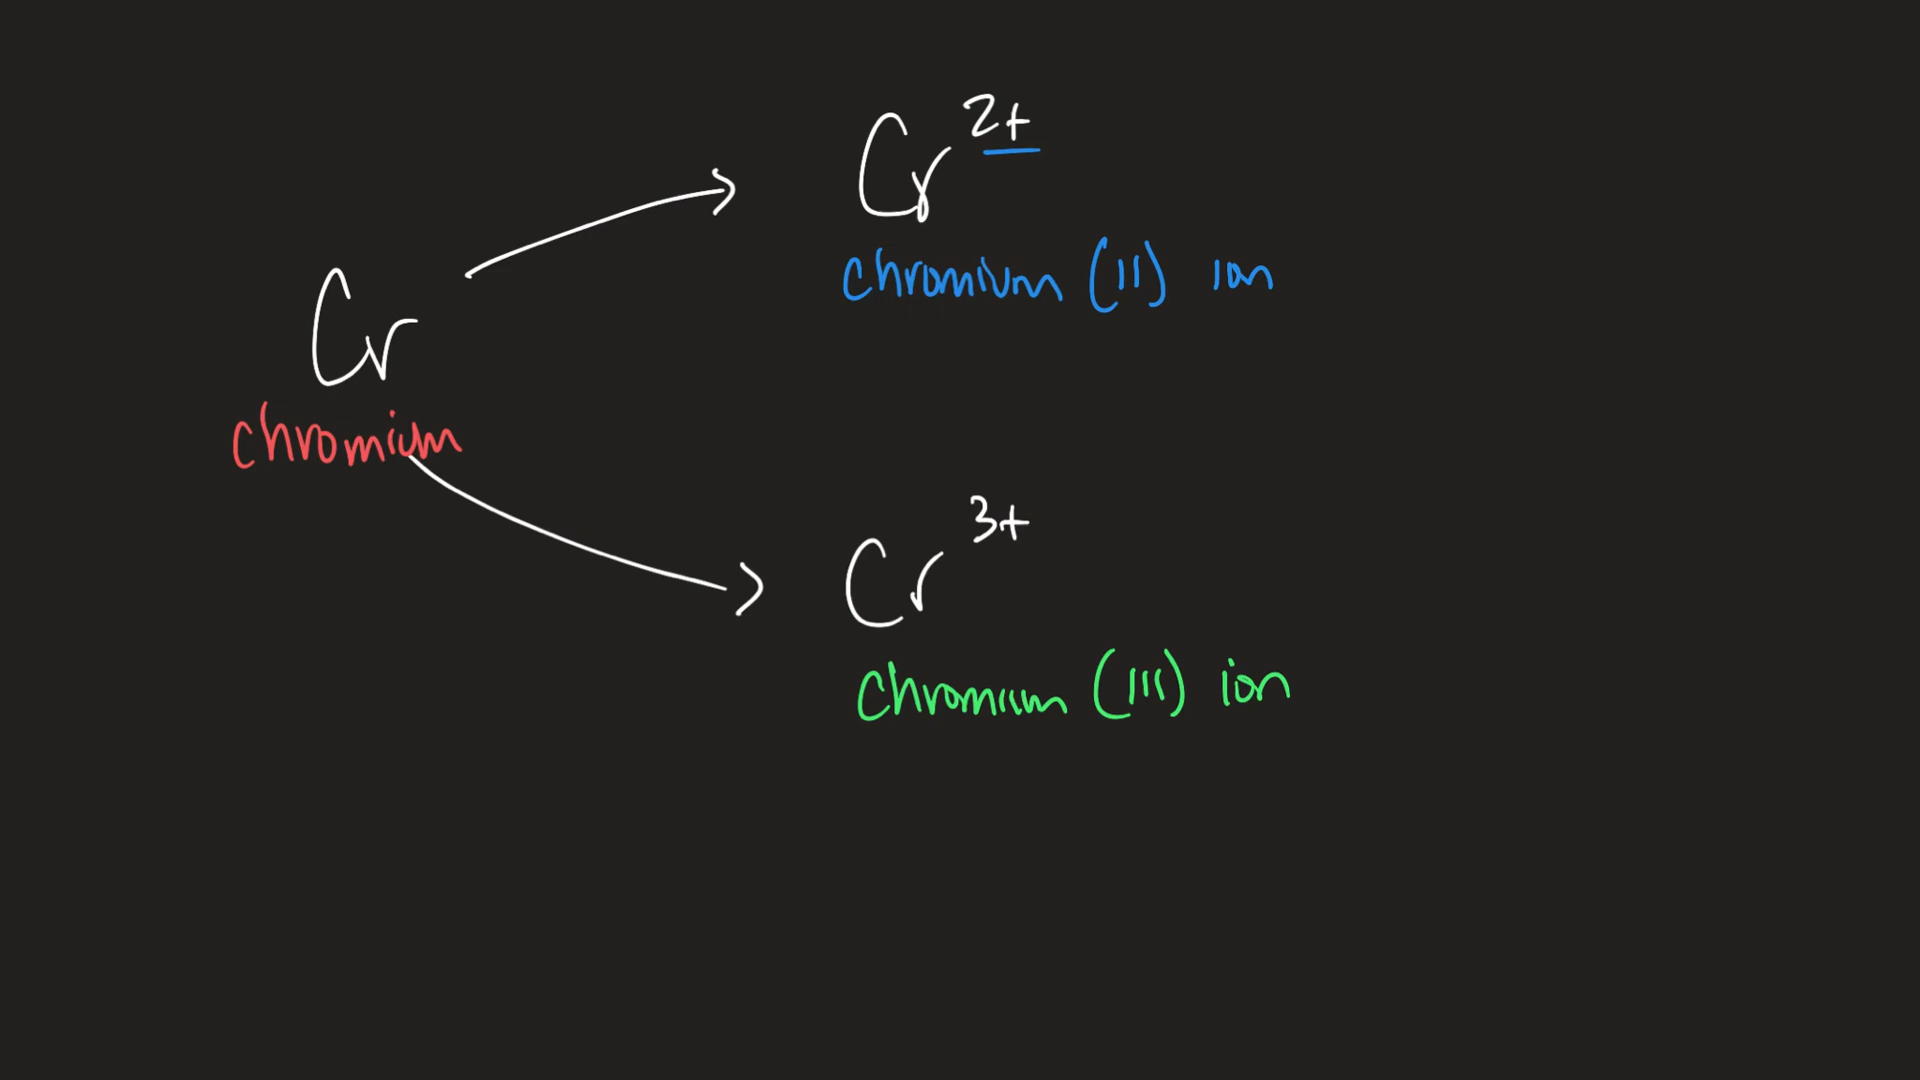 Cr²⁺
chromium (II) ion
Cr
chromium
Cr³⁺
Chromium (III) ion